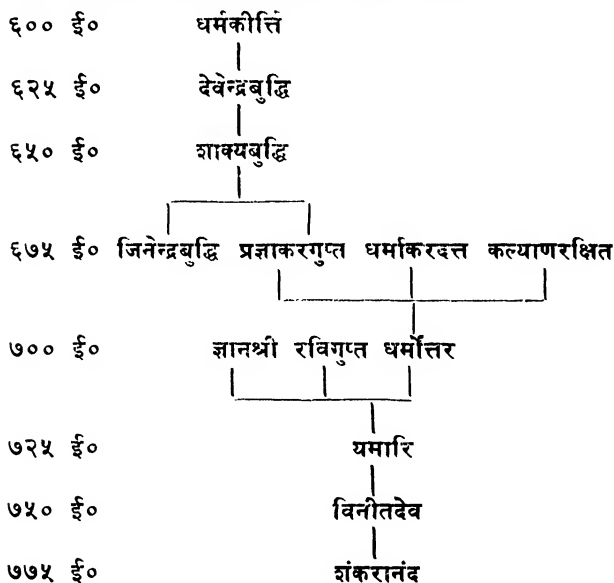 ६०० ई० धर्मकीर्त्ति
६२५ ई० देवेन्द्रबुद्धि
६५० ई० शाक्यबुद्धि
६७५ ई० जिनेन्द्रबुद्धि प्रज्ञाकरगुप्त धर्माकरदत्त कल्याणरक्षित
७०० ई० ज्ञानश्री रविगुप्त धर्मोत्तर
७२५ ई० यमारि
७५० ई० विनीतदेव
७७५ ई० शंकरानंद